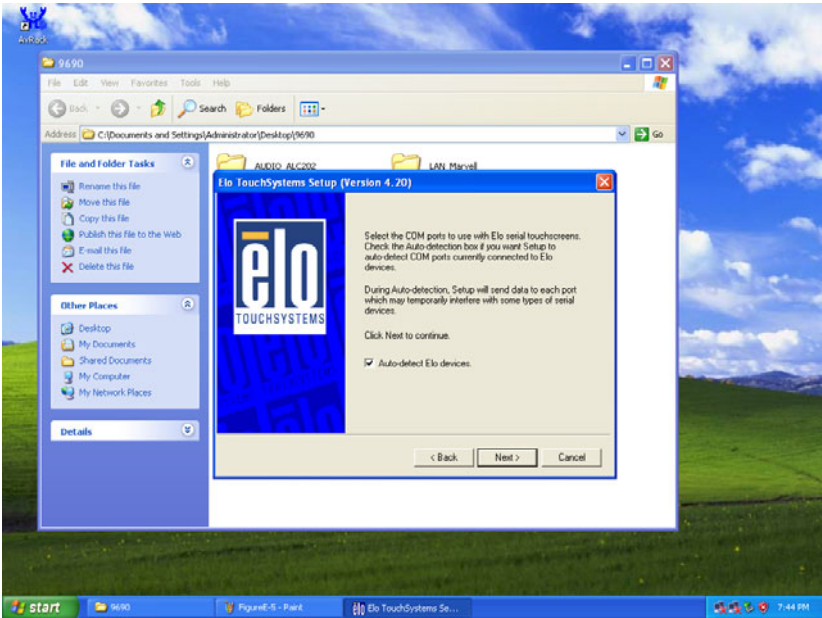 AvRack
9690
File Edit View Favorites Tools Help
Back Search Folders
Address C:\Documents and Settings\Administrator\Desktop\9690 Go
File and Folder Tasks
Rename this file
Move this file
Copy this file
Publish this file to the Web
E-mail this file
Delete this file
Other Places
Desktop
My Documents
Shared Documents
My Computer
My Network Places
Details
AUDIO_ALC202
LAN_Marvell
Elo TouchSystems Setup (Version 4.20)
elo
TOUCHSYSTEMS
Select the COM ports to use with Elo serial touchscreens.
Check the Auto-detection box if you want Setup to
auto-detect COM ports currently connected to Elo
devices.
During Auto-detection, Setup will send data to each port
which may temporarily interfere with some types of serial
devices.
Click Next to continue.
Auto-detect Elo devices.
< Back Next > Cancel
start 9690 FigureE-5 - Paint Elo TouchSystems Se... 7:44 PM